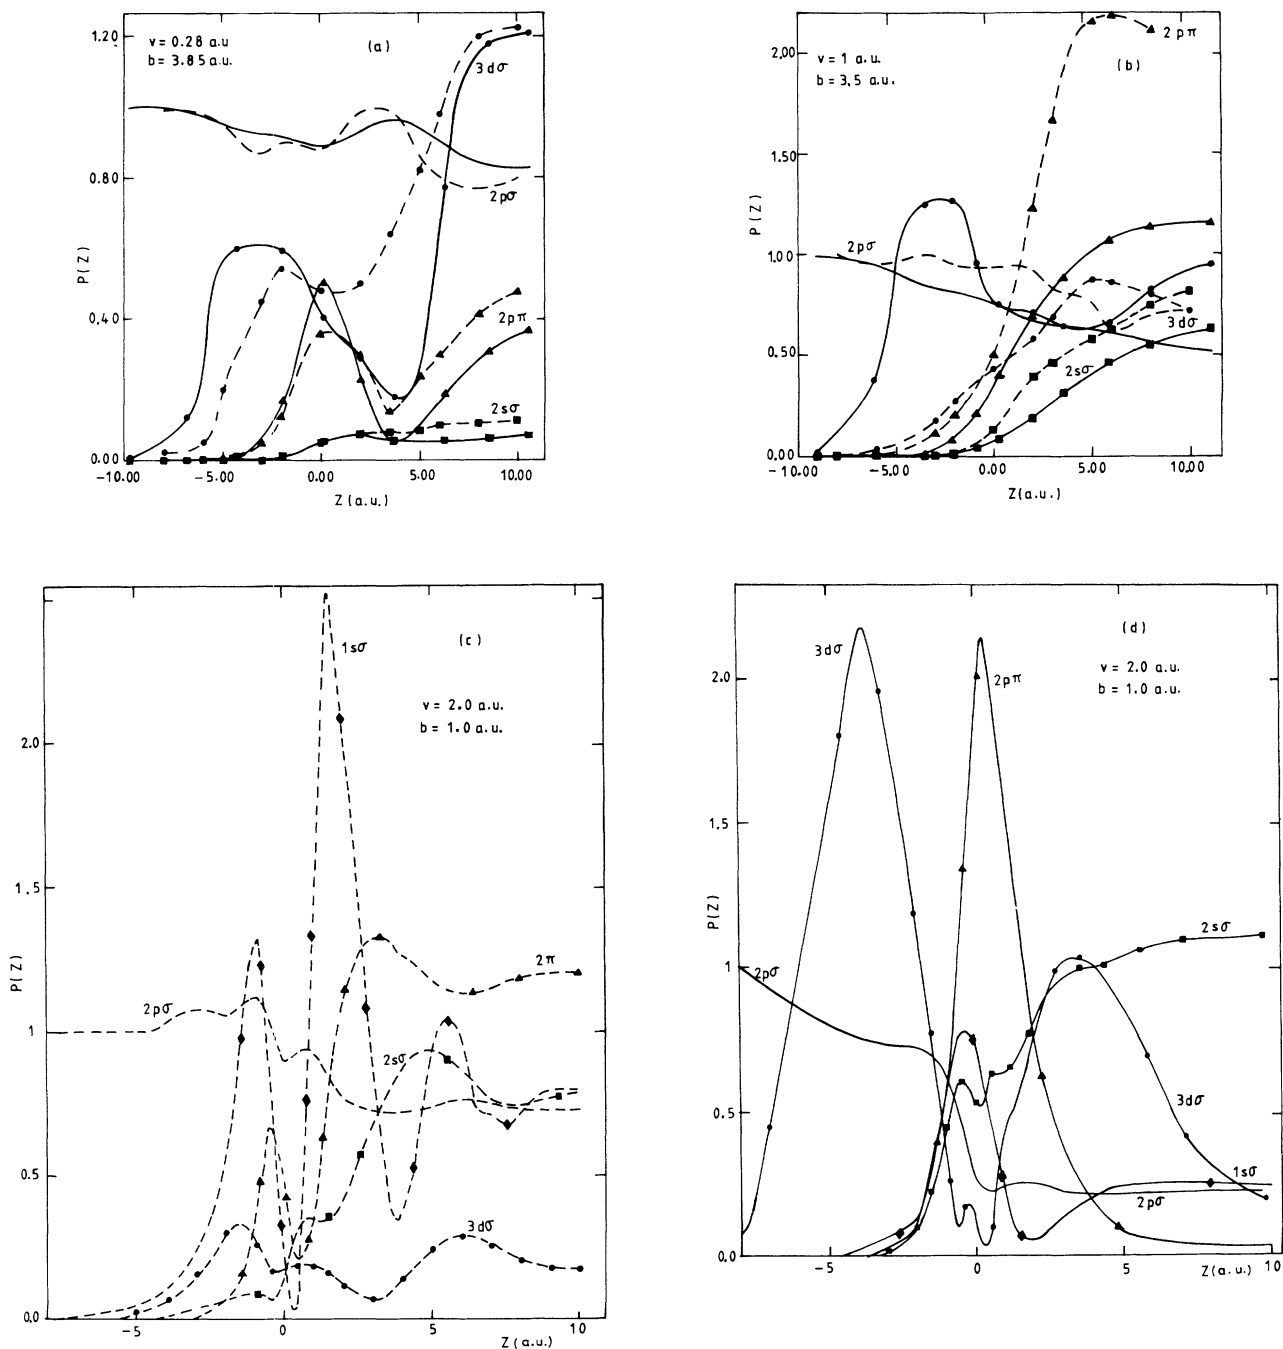 1.20
v = 0.28 a.u
b = 3.85 a.u.
(a)
3dσ
0.80
2pσ
P(Z)
0.40
2pπ
2sσ
0.00
-10.00 -5.00 0.00 5.00 10.00
Z (a.u.)
2.00
v = 1 a.u.
b = 3.5 a.u.
2pπ
(b)
1.50
P(Z)
2pσ
1.00
3dσ
0.50
2sσ
0.00
-10.00 -5.00 0.00 5.00 10.00
Z(a.u.)
1sσ
(c)
v = 2.0 a.u.
b = 1.0 a.u.
2.0
1.5
P(Z)
2π
2pσ
1
2sσ
0.5
3dσ
0.0
-5 0 5 10
Z (a.u.)
(d)
3dσ
v = 2.0 a.u.
b = 1.0 a.u.
2pπ
2.0
1.5
P(Z)
2sσ
1
2pσ
0.5
3dσ
1sσ
2pσ
0.
-5 0 5 10
Z(a.u.)